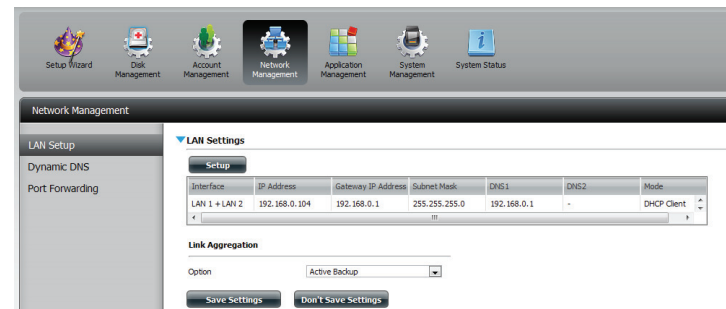 Setup Wizard
Disk Management
Account Management
Network Management
Application Management
System Management
System Status
Network Management
LAN Setup
Dynamic DNS
Port Forwarding
LAN Settings
Setup
Interface IP Address Gateway IP Address Subnet Mask DNS1 DNS2 Mode
LAN 1 + LAN 2 192.168.0.104 192.168.0.1 255.255.255.0 192.168.0.1 - DHCP Client
Link Aggregation
Option Active Backup
Save Settings Don't Save Settings